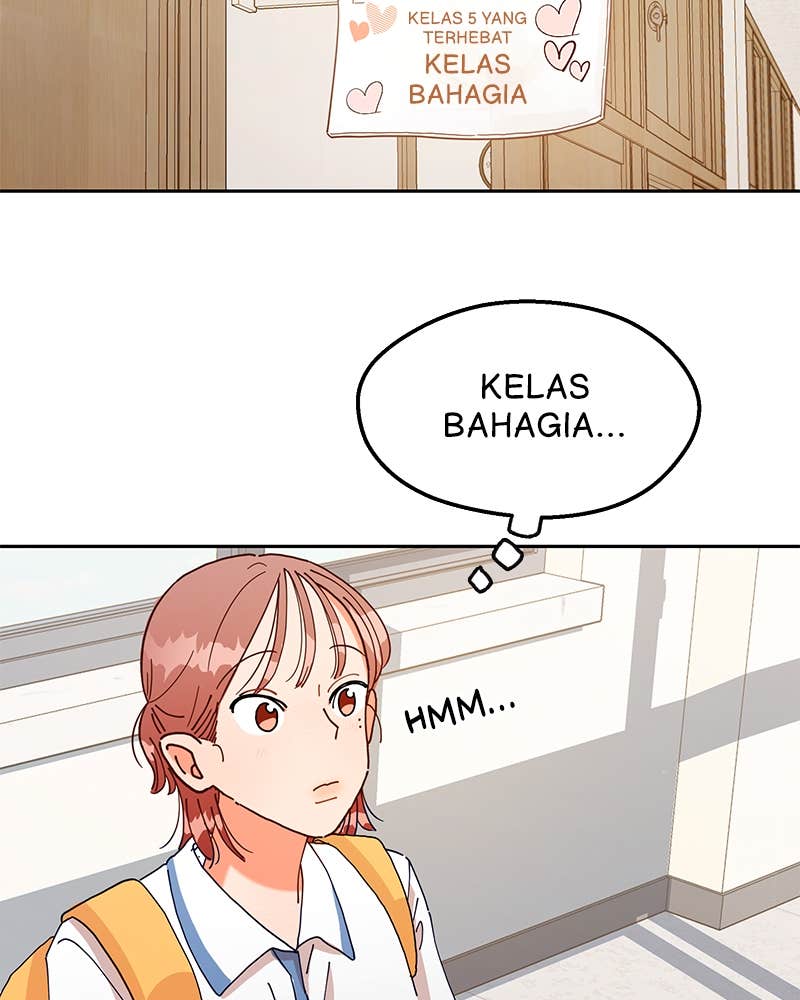 KELAS 5 YANG
TERHEBAT
KELAS
BAHAGIA
KELAS
BAHAGIA...
HMM...